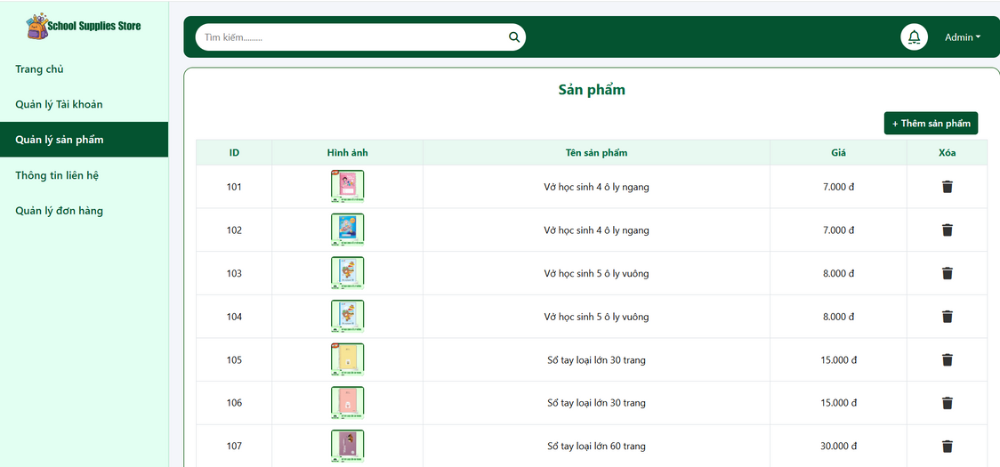 School Supplies Store
Tìm kiếm.........
Admin
Trang chủ
Quản lý Tài khoản
Quản lý sản phẩm
Thông tin liên hệ
Quản lý đơn hàng
Sản phẩm
+ Thêm sản phẩm
ID Hình ảnh Tên sản phẩm Giá Xóa
101 Vở học sinh 4 ô ly ngang 7.000 đ
102 Vở học sinh 4 ô ly ngang 7.000 đ
103 Vở học sinh 5 ô ly vuông 8.000 đ
104 Vở học sinh 5 ô ly vuông 8.000 đ
105 Sổ tay loại lớn 30 trang 15.000 đ
106 Sổ tay loại lớn 30 trang 15.000 đ
107 Sổ tay loại lớn 60 trang 30.000 đ